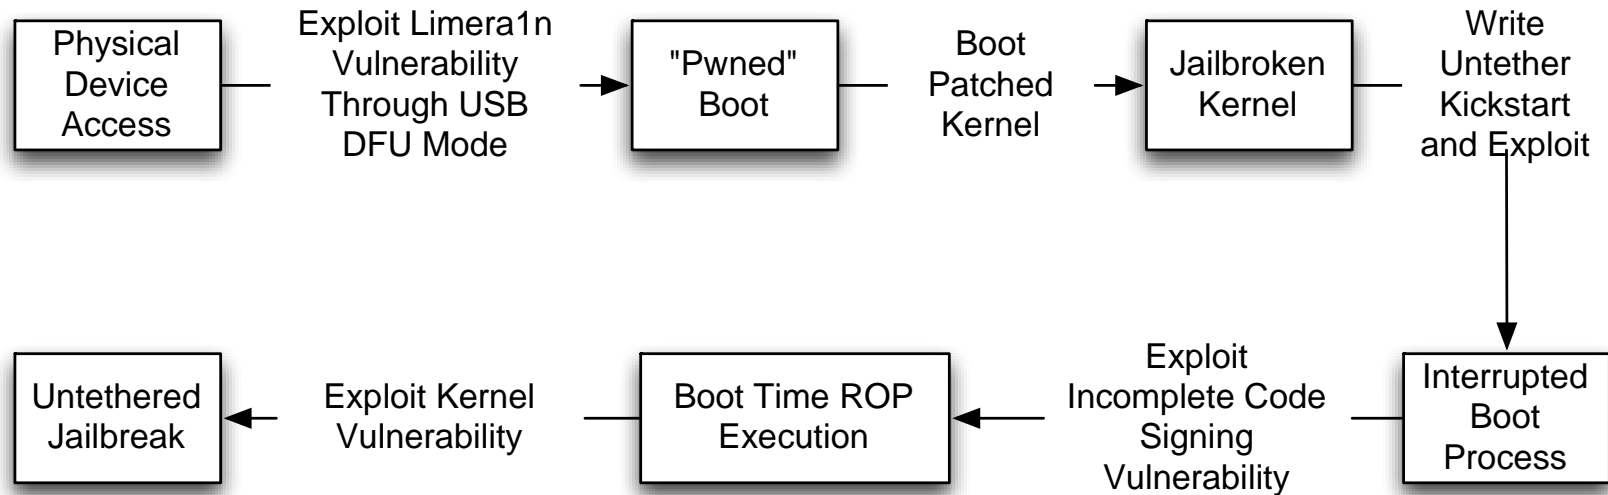 Physical
Device
Access
Exploit Limera1n
Vulnerability
Through USB
DFU Mode
"Pwned"
Boot
Boot
Patched
Kernel
Jailbroken
Kernel
Write
Untether
Kickstart
and Exploit
Interrupted
Boot
Process
Exploit
Incomplete Code
Signing
Vulnerability
Boot Time ROP
Execution
Exploit Kernel
Vulnerability
Untethered
Jailbreak